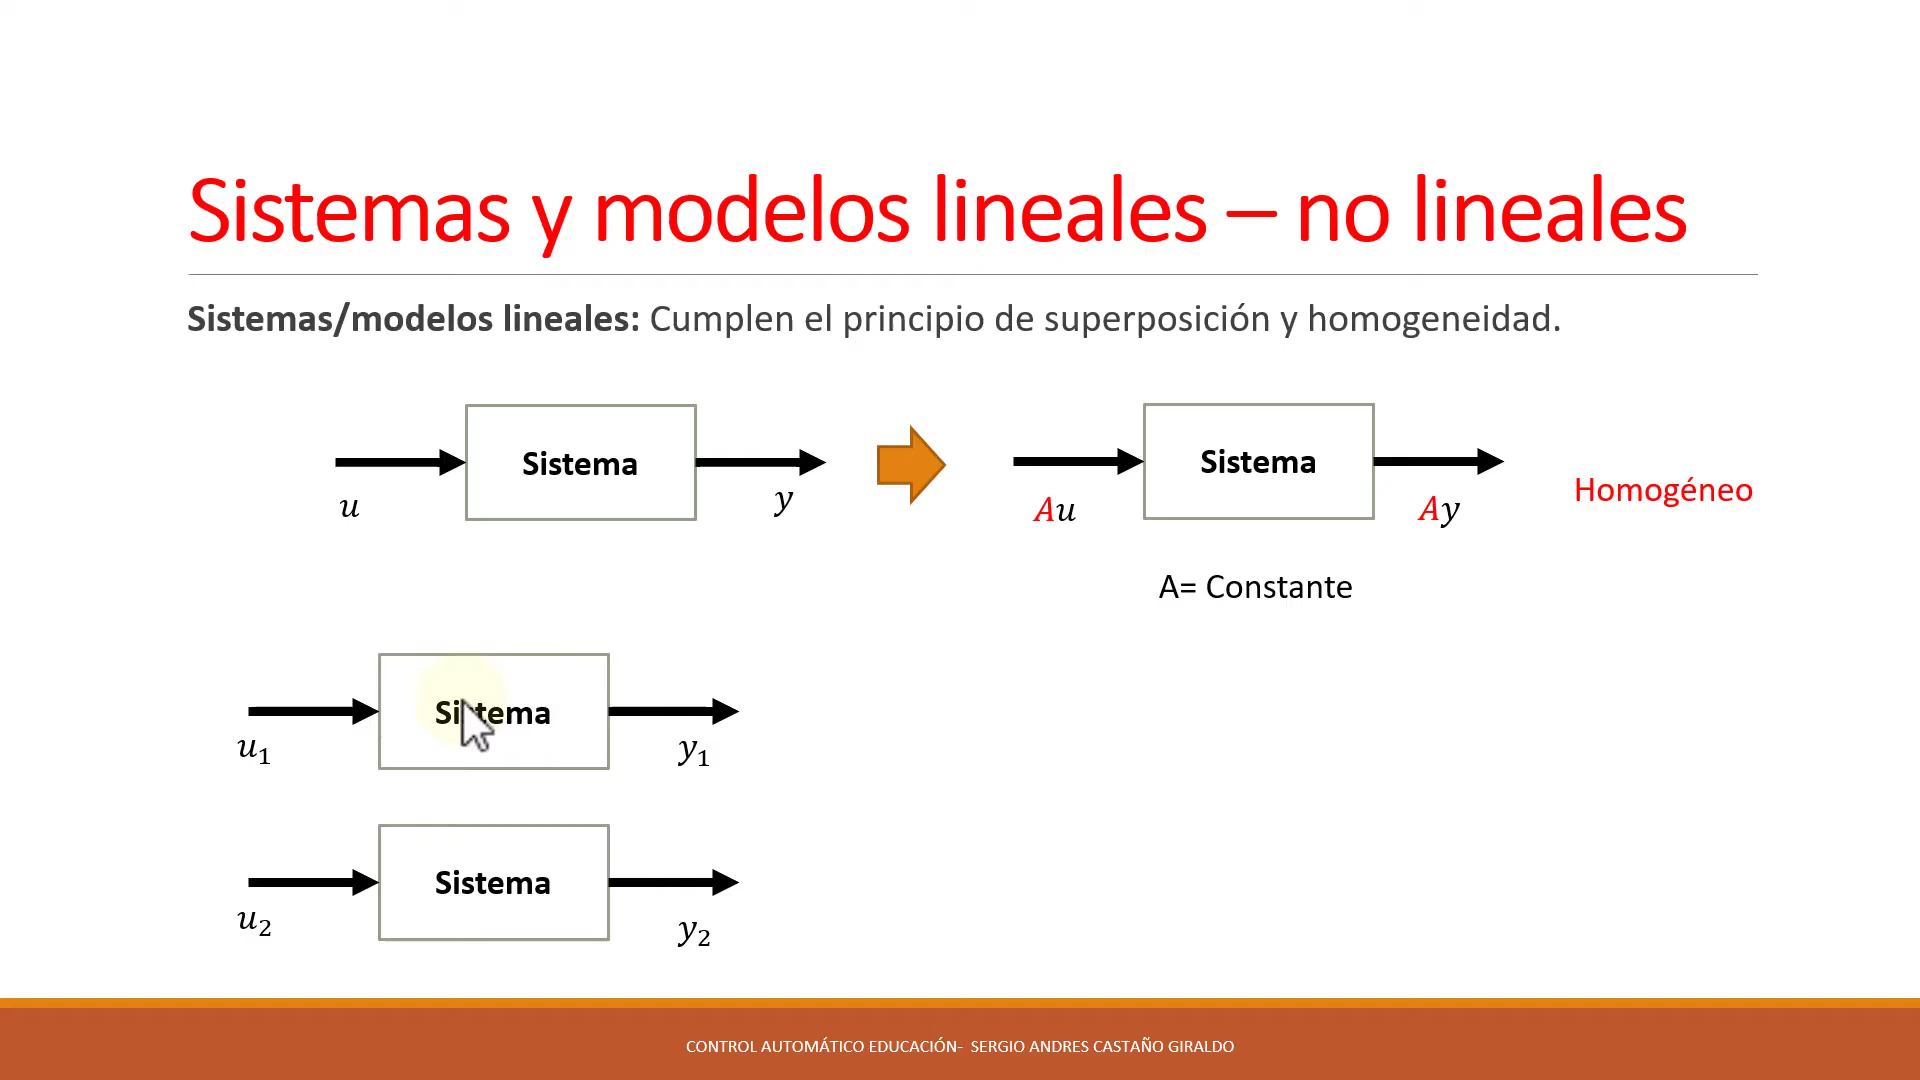 Sistemas y modelos lineales – no lineales
Sistemas/modelos lineales: Cumplen el principio de superposición y homogeneidad.
Sistema
u
y
Sistema
Au
Ay
Homogéneo
A= Constante
Sistema
u₁
y₁
Sistema
u₂
y₂
CONTROL AUTOMÁTICO EDUCACIÓN- SERGIO ANDRES CASTAÑO GIRALDO